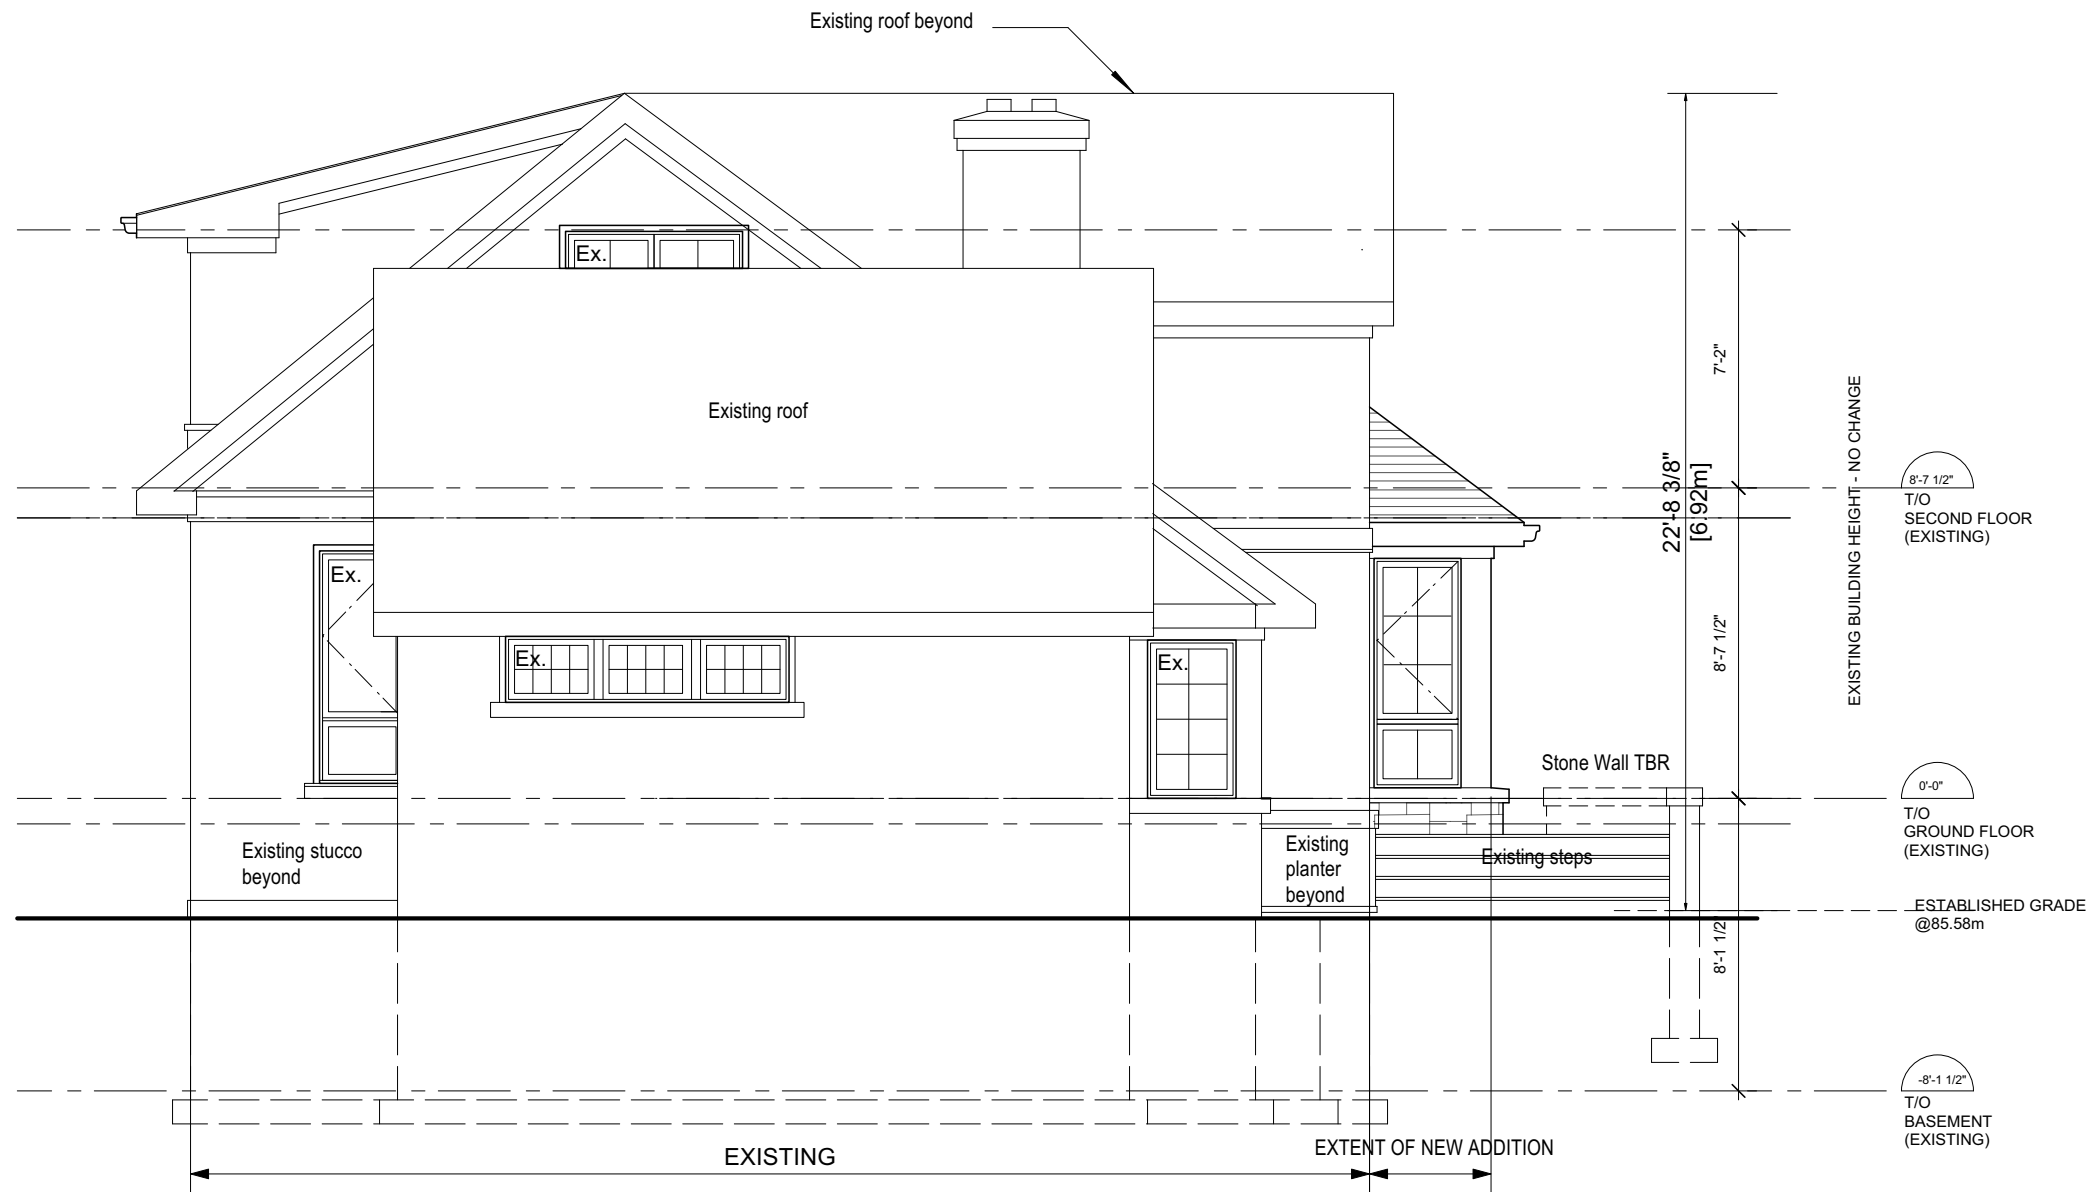 Existing roof beyond
Ex.
Existing roof
7'-2"
22'-8 3/8"
[6.92m]
EXISTING BUILDING HEIGHT - NO CHANGE
8'-7 1/2"
T/O
SECOND FLOOR
(EXISTING)
Ex.
Ex.
Ex.
8'-7 1/2"
Stone Wall TBR
0'-0"
T/O
GROUND FLOOR
(EXISTING)
Existing stucco
beyond
Existing
planter
beyond
Existing steps
ESTABLISHED GRADE
@85.58m
8'-1 1/2"
-8'-1 1/2"
T/O
BASEMENT
(EXISTING)
EXISTING
EXTENT OF NEW ADDITION